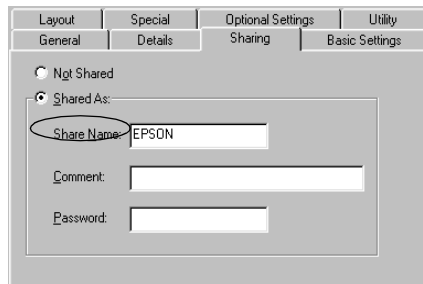 Layout Special Optional Settings Utility
General Details Sharing Basic Settings
Not Shared
Shared As:
Share Name: EPSON
Comment:
Password: